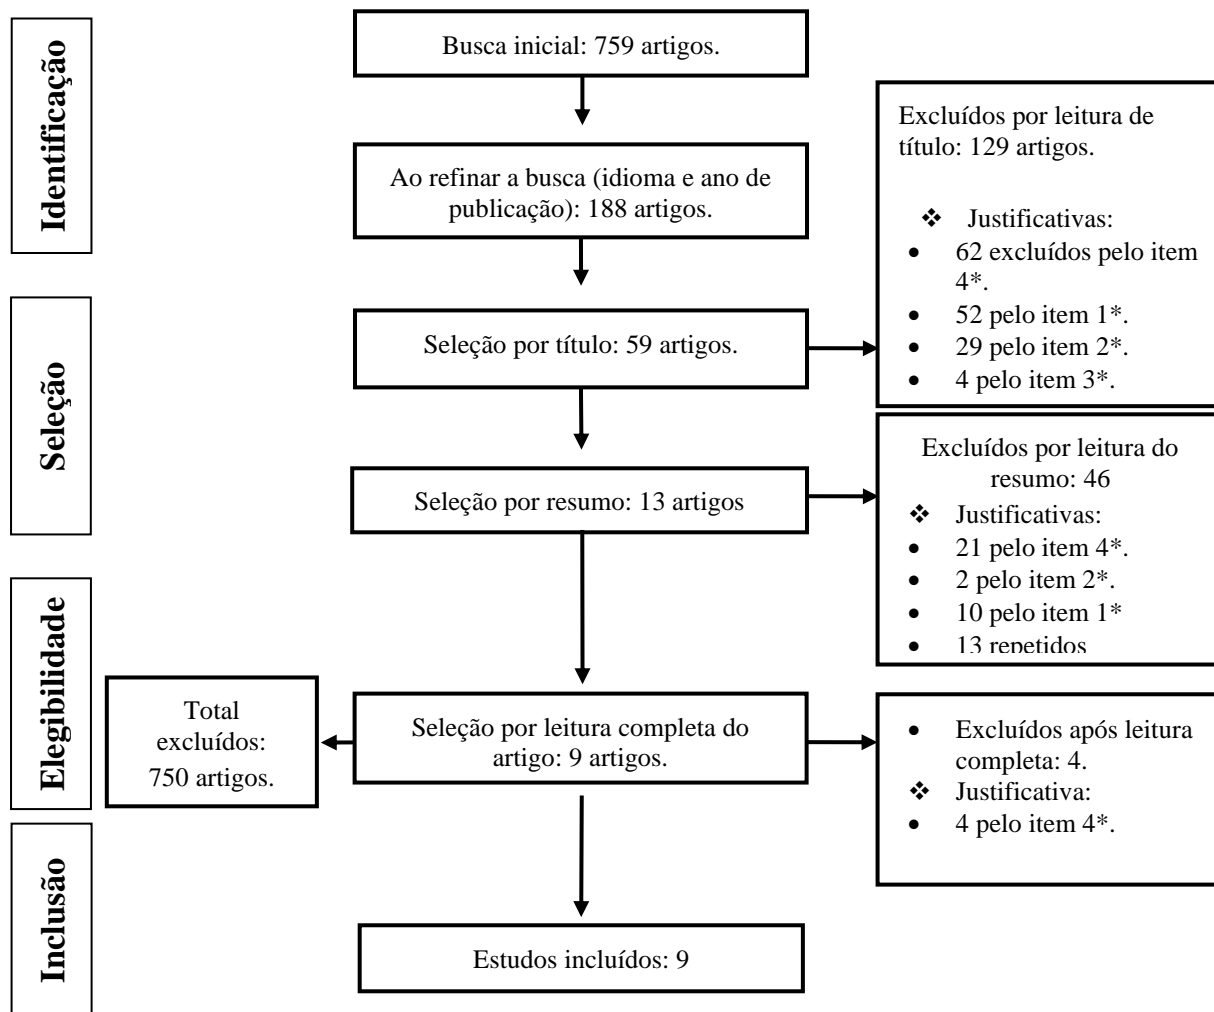 Identificação
Busca inicial: 759 artigos.
Ao refinar a busca (idioma e ano de
publicação): 188 artigos.
Excluídos por leitura de
título: 129 artigos.
❖ Justificativas:
• 62 excluídos pelo item
4*.
• 52 pelo item 1*.
• 29 pelo item 2*.
• 4 pelo item 3*.
Seleção
Seleção por título: 59 artigos.
Seleção por resumo: 13 artigos
Excluídos por leitura do
resumo: 46
❖ Justificativas:
• 21 pelo item 4*.
• 2 pelo item 2*.
• 10 pelo item 1*
• 13 repetidos
Elegibilidade
Total
excluídos:
750 artigos.
Seleção por leitura completa do
artigo: 9 artigos.
• Excluídos após leitura
completa: 4.
❖ Justificativa:
• 4 pelo item 4*.
Inclusão
Estudos incluídos: 9